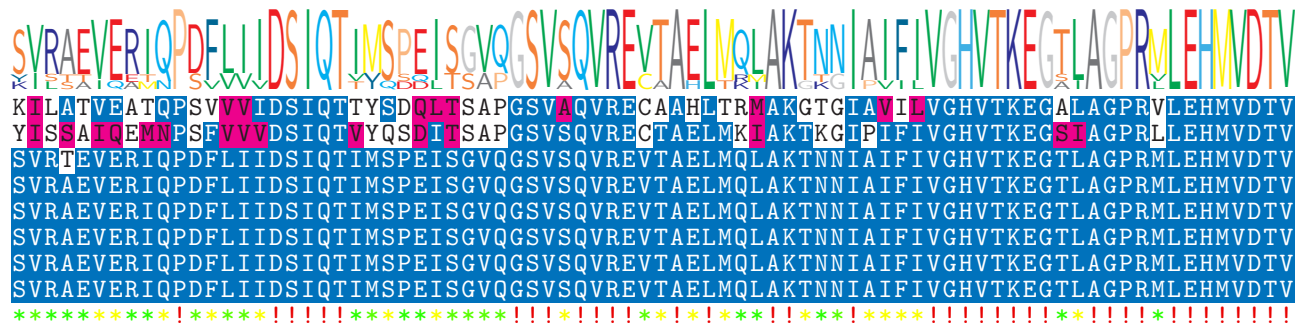 SVRAEVERIQPDFLIIDSIQTIMSPEISGVQGSVSQVREVTAELMQLAKTNNIAIFIVGHVTKEGTLAGPRMLEHMVDTV
KILATVEATQPSVVVIDSIQTTYSDQLTSAPGSVAQVRECAAHLTRMAKGTGIAVILVGHVTKEGALAGPRVLEHMVDTV
YISSAIQEMNPSFVVVDSIQTVYQSDITSAPGSVSQVRECTAELMKIAKTKGIPIFIVGHVTKEGSIAGPRLLEHMVDTV
SVRTEVERIQPDFLIIDSIQTIMSPEISGVQGSVSQVREVTAELMQLAKTNNIAIFIVGHVTKEGTLAGPRMLEHMVDTV
SVRAEVERIQPDFLIIDSIQTIMSPEISGVQGSVSQVREVTAELMQLAKTNNIAIFIVGHVTKEGTLAGPRMLEHMVDTV
SVRAEVERIQPDFLIIDSIQTIMSPEISGVQGSVSQVREVTAELMQLAKTNNIAIFIVGHVTKEGTLAGPRMLEHMVDTV
SVRAEVERIQPDFLIIDSIQTIMSPEISGVQGSVSQVREVTAELMQLAKTNNIAIFIVGHVTKEGTLAGPRMLEHMVDTV
SVRAEVERIQPDFLIIDSIQTIMSPEISGVQGSVSQVREVTAELMQLAKTNNIAIFIVGHVTKEGTLAGPRMLEHMVDTV
SVRAEVERIQPDFLIIDSIQTIMSPEISGVQGSVSQVREVTAELMQLAKTNNIAIFIVGHVTKEGTLAGPRMLEHMVDTV
**********!*****!!!!!**********!!!*!!!!**!*!***!!***!****!!!!!!!!**!!!!*!!!!!!!!